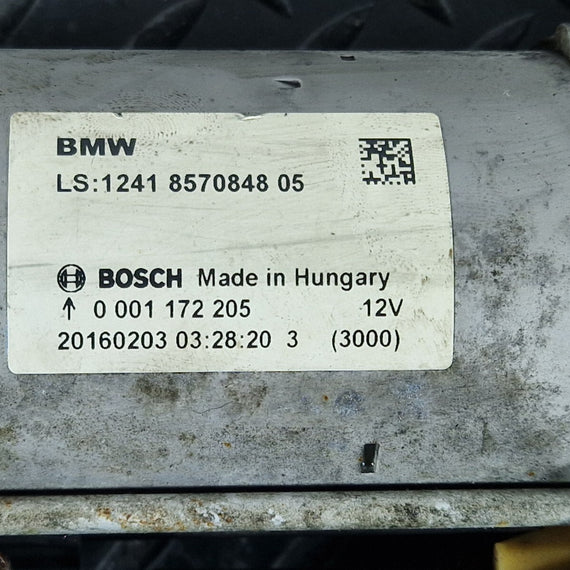 BMW
LS:1241 8570848 05
BOSCH Made in Hungary
↑ 0 001 172 205 12V
20160203 03:28:20 3 (3000)